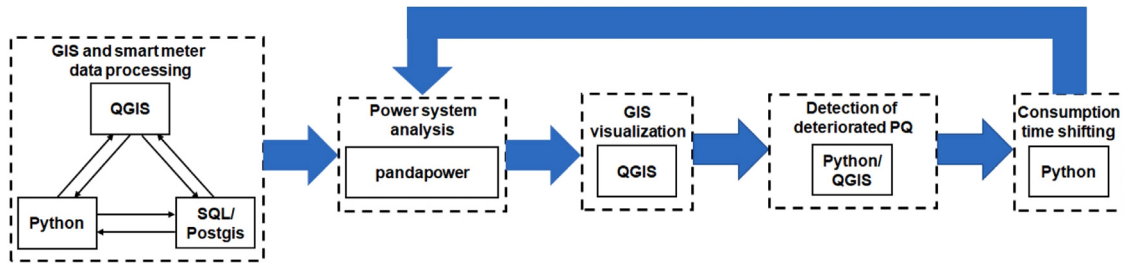 GIS and smart meter
data processing
QGIS
Python
SQL/
Postgis
Power system
analysis
pandapower
GIS
visualization
QGIS
Detection of
deteriorated PQ
Python/
QGIS
Consumption
time shifting
Python